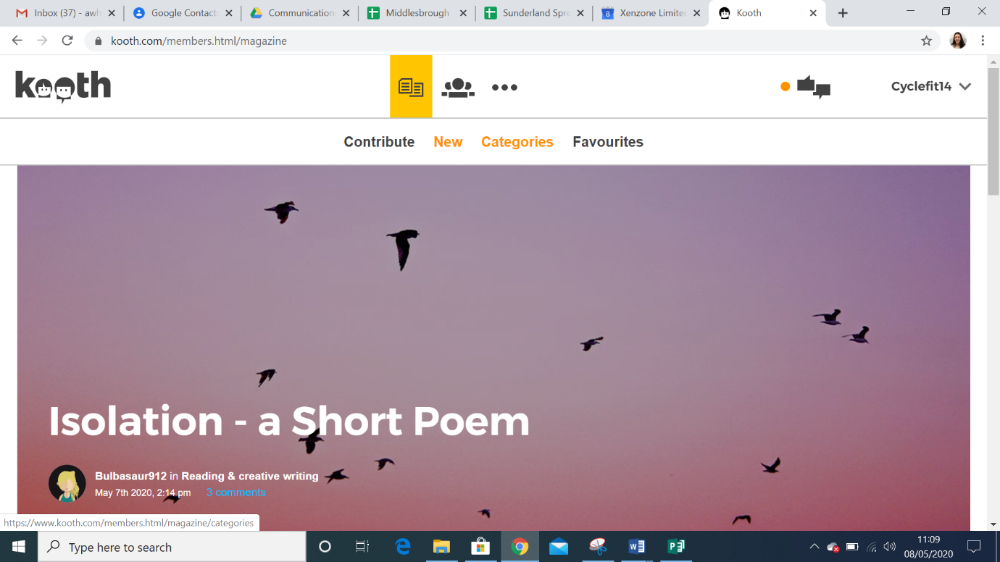 Inbox (37) - awh
Google Contacts
Communication
Middlesbrough
Sunderland Spre
Xenzone Limited
Kooth
kooth.com/members.html/magazine
kooth
Cyclefit14
Contribute New Categories Favourites
Isolation - a Short Poem
Bulbasaur912 in Reading & creative writing
May 7th 2020, 2:14 pm 3 comments
https://www.kooth.com/members.html/magazine/categories
Type here to search
11:09
08/05/2020